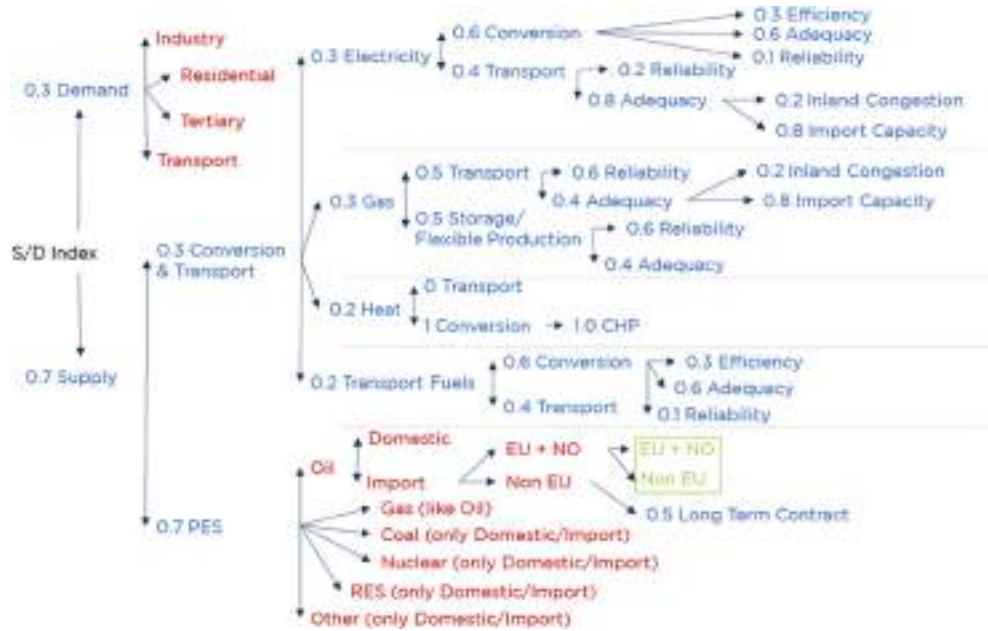 0.3 Demand
Industry
Residential
Tertiary
Transport
S/D Index
0.7 Supply
0.3 Conversion
& Transport
0.7 PES
0.3 Electricity
0.6 Conversion
0.3 Efficiency
0.6 Adequacy
0.1 Reliability
0.4 Transport
0.2 Reliability
0.8 Adequacy
0.2 Inland Congestion
0.8 Import Capacity
0.3 Gas
0.5 Transport
0.6 Reliability
0.4 Adequacy
0.2 Inland Congestion
0.8 Import Capacity
0.5 Storage/
Flexible Production
0.6 Reliability
0.4 Adequacy
0.2 Heat
0 Transport
1 Conversion
1.0 CHP
0.2 Transport Fuels
0.6 Conversion
0.3 Efficiency
0.6 Adequacy
0.1 Reliability
0.4 Transport
Oil
Domestic
Import
EU + NO
Non EU
EU + NO
Non EU
0.5 Long Term Contract
Gas (like Oil)
Coal (only Domestic/Import)
Nuclear (only Domestic/Import)
RES (only Domestic/Import)
Other (only Domestic/Import)